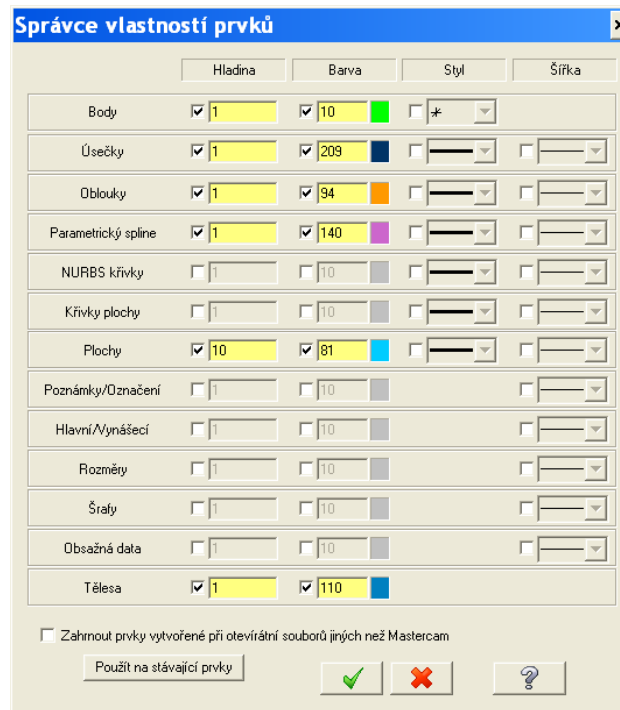 Správce vlastností prvků
Hladina Barva Styl Šířka
Body 1 10
Úsečky 1 209
Oblouky 1 94
Parametrický spline 1 140
NURBS křivky 1 10
Křivky plochy 1 10
Plochy 10 81
Poznámky/Označení 1 10
Hlavní/Vynášecí 1 10
Rozměry 1 10
Šrafy 1 10
Obsažná data 1 10
Tělesa 1 110
Zahrnout prvky vytvořené při otevírátní souborů jiných než Mastercam
Použít na stávající prvky